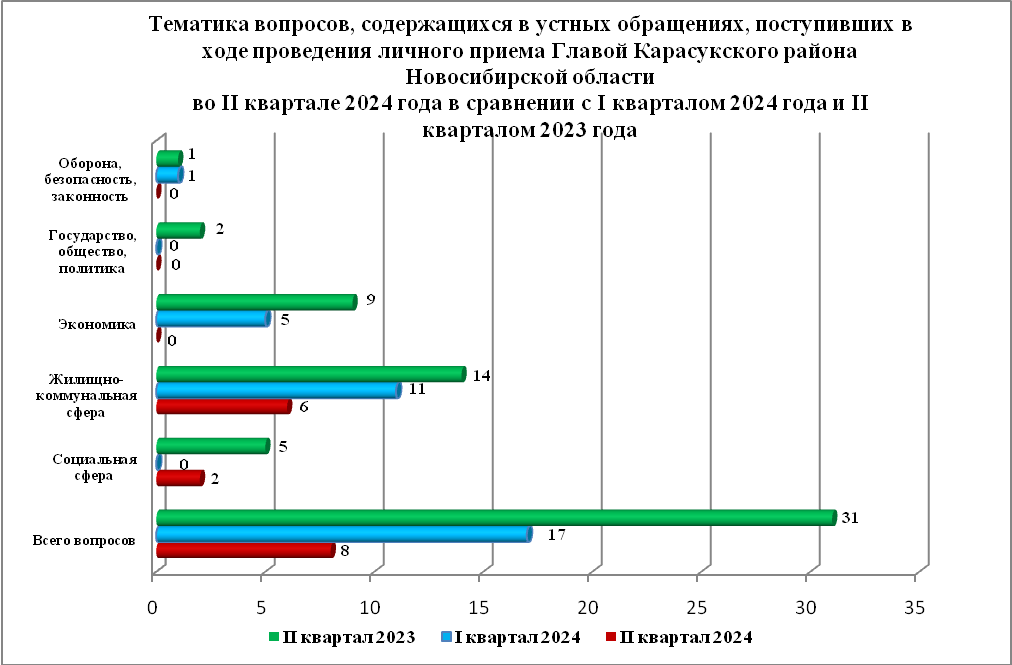 Тематика вопросов, содержащихся в устных обращениях, поступивших в
ходе проведения личного приема Главой Карасукского района
Новосибирской области
во II квартале 2024 года в сравнении с I кварталом 2024 года и II
кварталом 2023 года
Оборона,
безопасность,
законность
1
1
0
Государство,
общество,
политика
2
0
0
Экономика
9
5
0
Жилищно-
коммунальная
сфера
14
11
6
Социальная
сфера
5
0
2
Всего вопросов
31
17
8
0 5 10 15 20 25 30 35
II квартал 2023 I квартал 2024 II квартал 2024